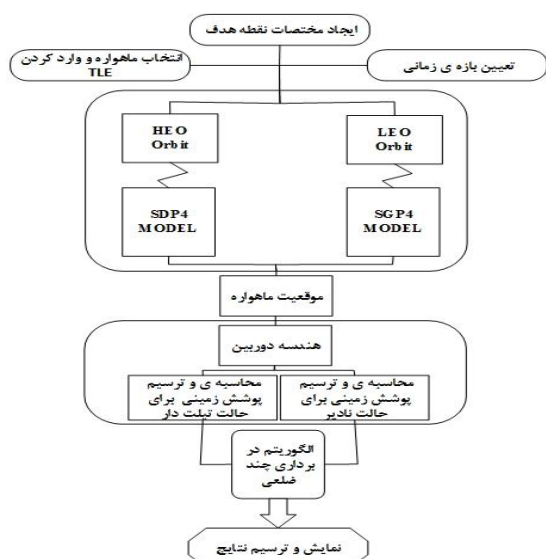 ایجاد مختصات نقطه هدف
انتخاب ماهواره و وارد کردن
TLE
تعیین بازه ی زمانی
HEO
Orbit
LEO
Orbit
SDP4
MODEL
SGP4
MODEL
موقعیت ماهواره
هندسه دوربین
محاسبه ی و ترسیم
پوشش زمینی برای
حالت تیلت دار
محاسبه ی و ترسیم
پوشش زمینی برای
حالت نادیر
الگوریتم در
برداری چند
ضلعی
نمایش و ترسیم نتایج